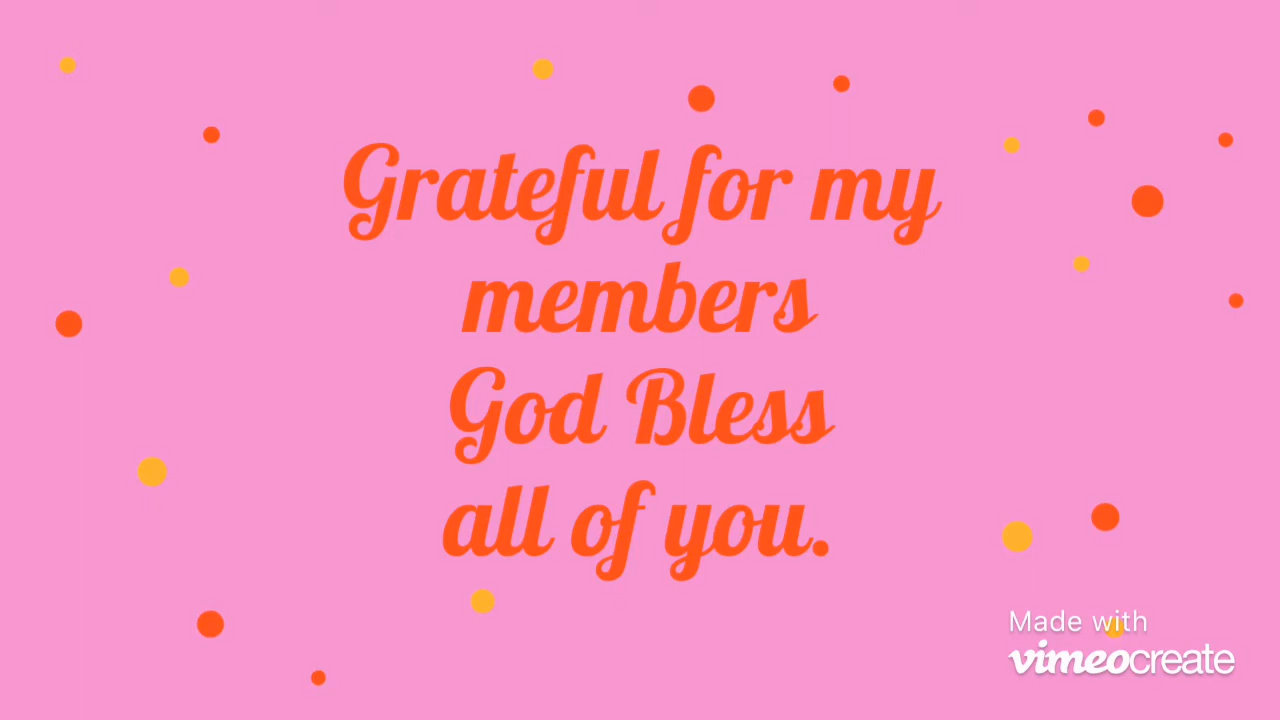 Grateful for my
members
God Bless
all of you.
Made with
vimeocreate